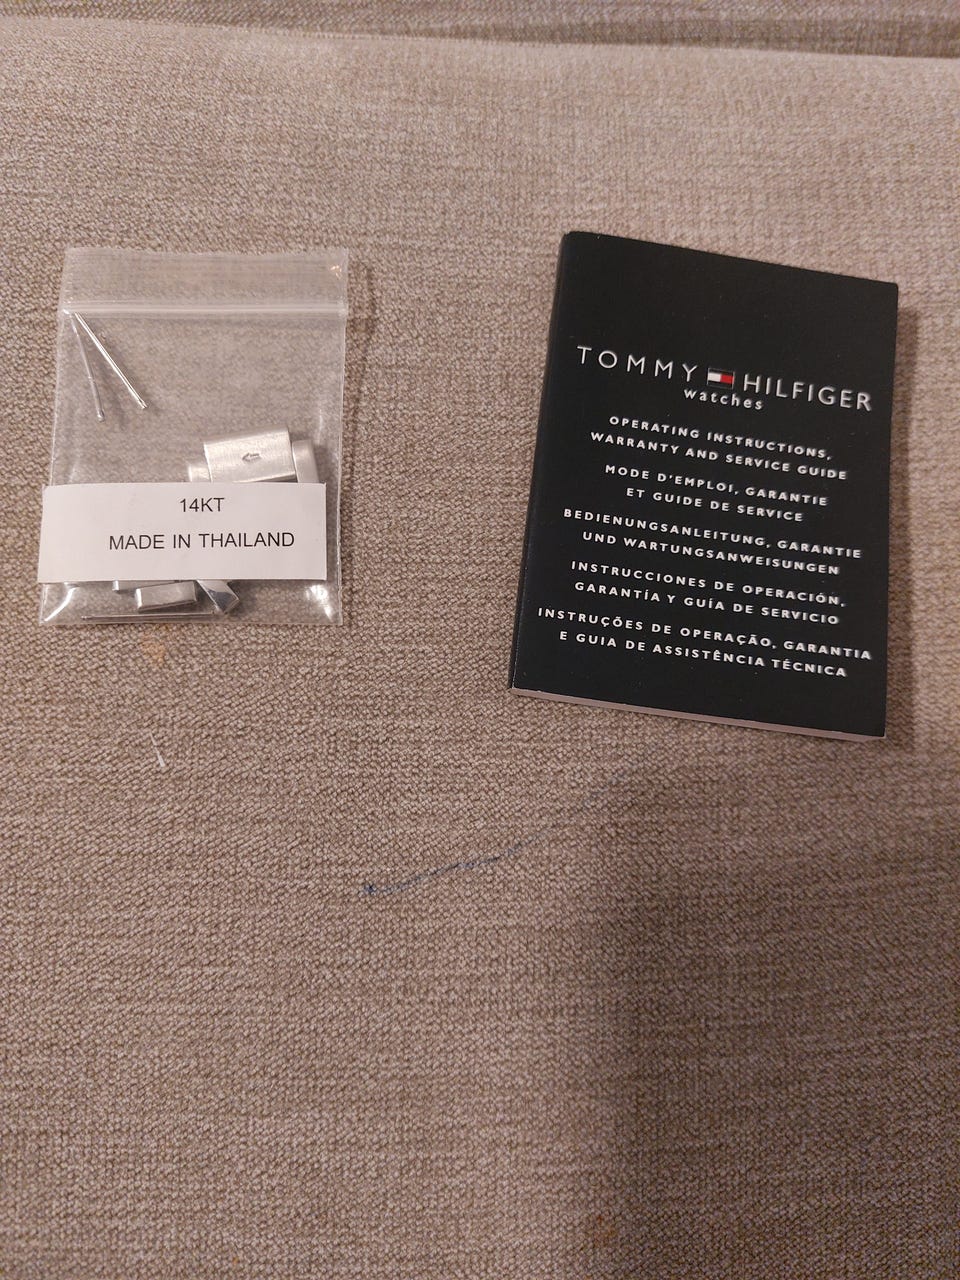 14KT
MADE IN THAILAND
TOMMY HILFIGER
watches
OPERATING INSTRUCTIONS,
WARRANTY AND SERVICE GUIDE
MODE D'EMPLOI, GARANTIE
ET GUIDE DE SERVICE
BEDIENUNGSANLEITUNG, GARANTIE
UND WARTUNGSANWEISUNGEN
INSTRUCCIONES DE OPERACIÓN,
GARANTÍA Y GUÍA DE SERVICIO
INSTRUÇÕES DE OPERAÇÃO, GARANTIA
E GUIA DE ASSISTÊNCIA TÉCNICA